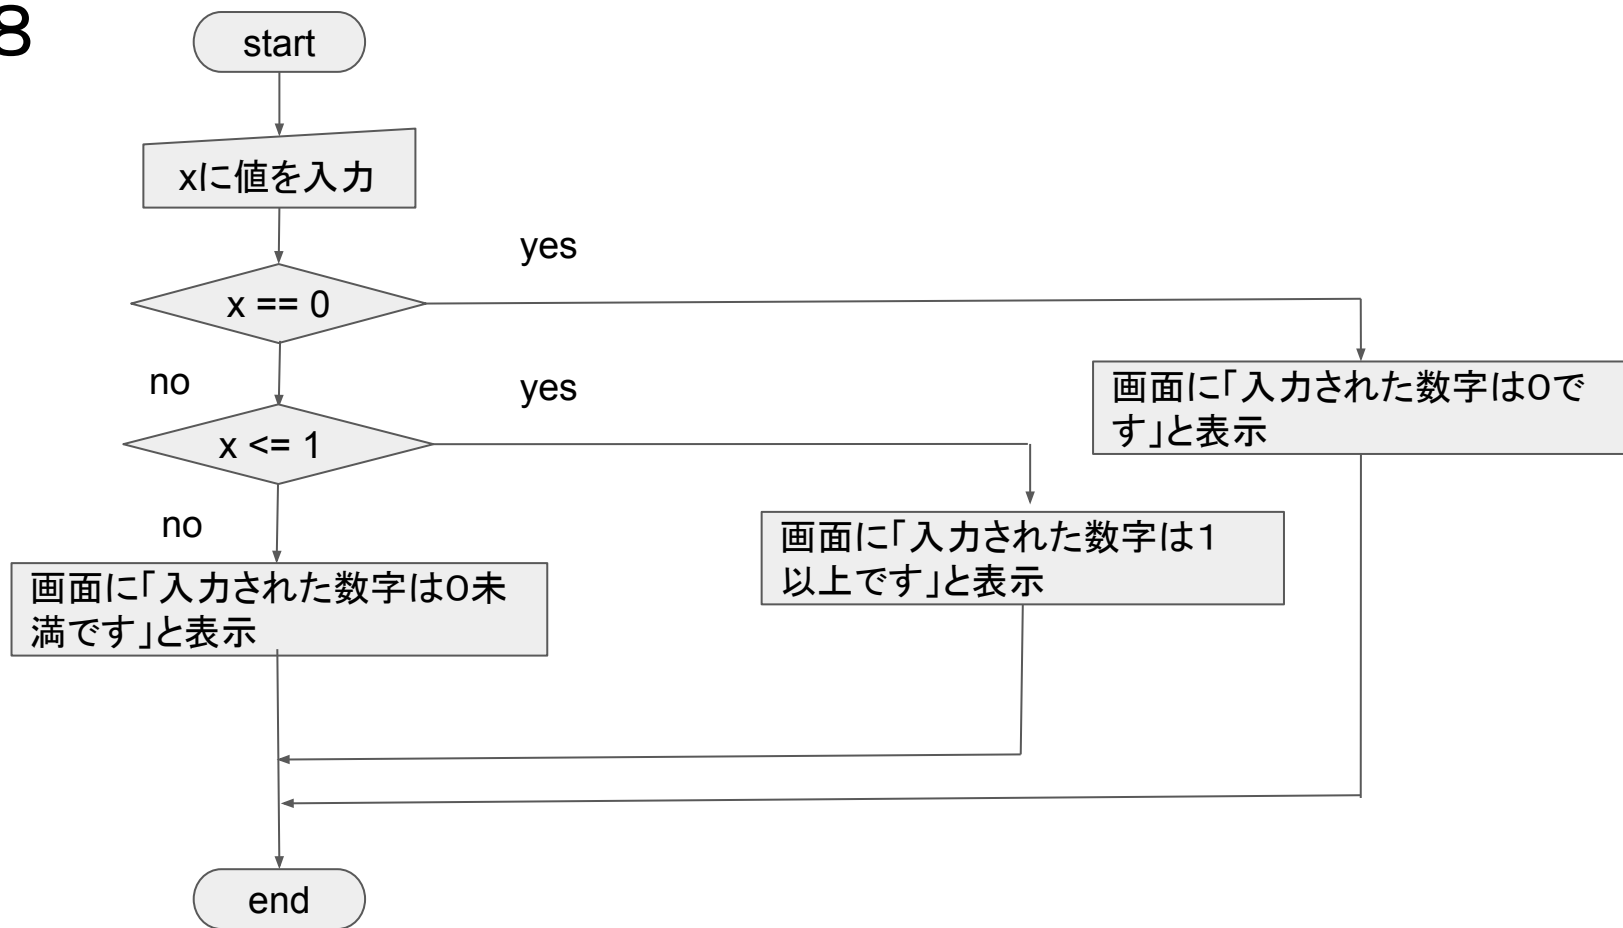 8
start
xに値を入力
yes
x == 0
no
yes
画面に「入力された数字は0で
す」と表示
x <= 1
no
画面に「入力された数字は１
以上です」と表示
画面に「入力された数字は0未
満です」と表示
end